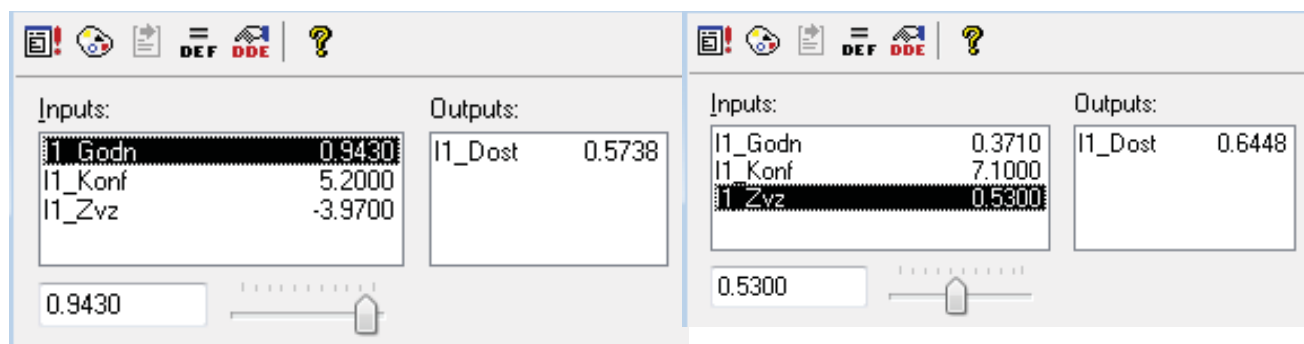 DEF DDE
Inputs: Outputs:
I1_Godn 0.9430 I1_Dost 0.5738
I1_Konf 5.2000
I1_Zvz -3.9700
0.9430
DEF DDE
Inputs: Outputs:
I1_Godn 0.3710 I1_Dost 0.6448
I1_Konf 7.1000
I1_Zvz 0.5300
0.5300